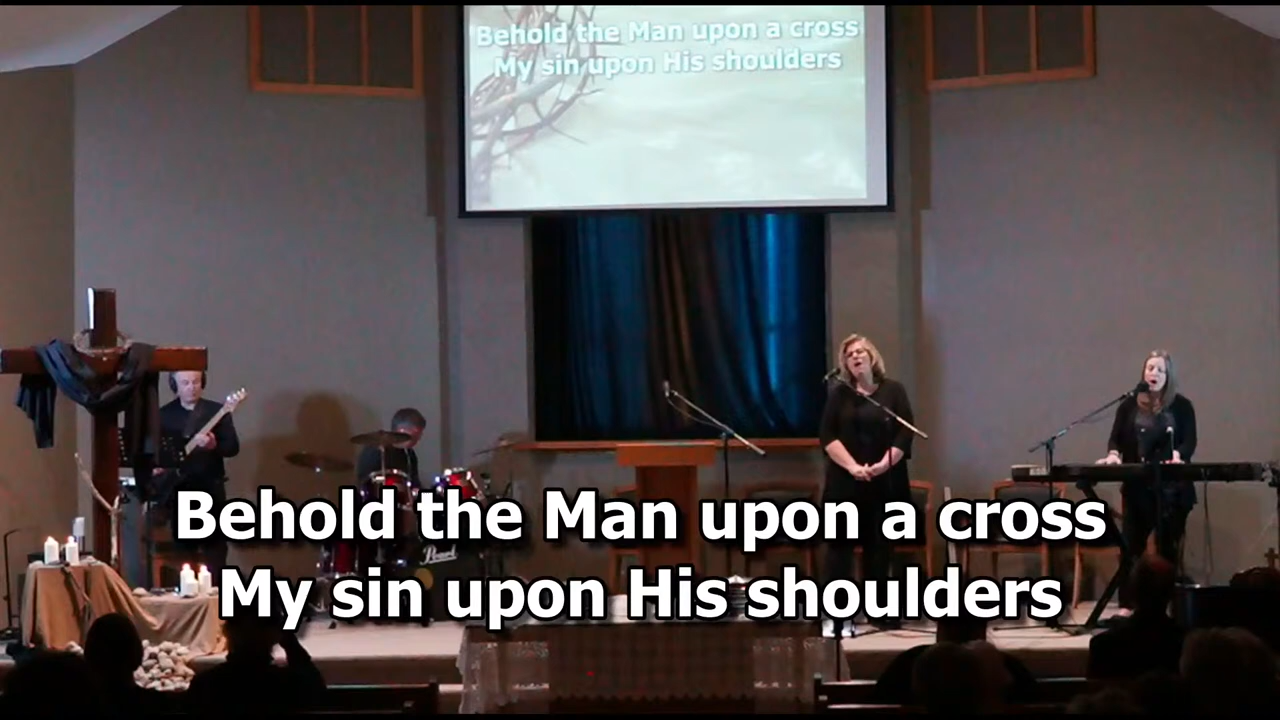 Behold the Man upon a cross
My sin upon His shoulders
Pearl
Behold the Man upon a cross
My sin upon His shoulders